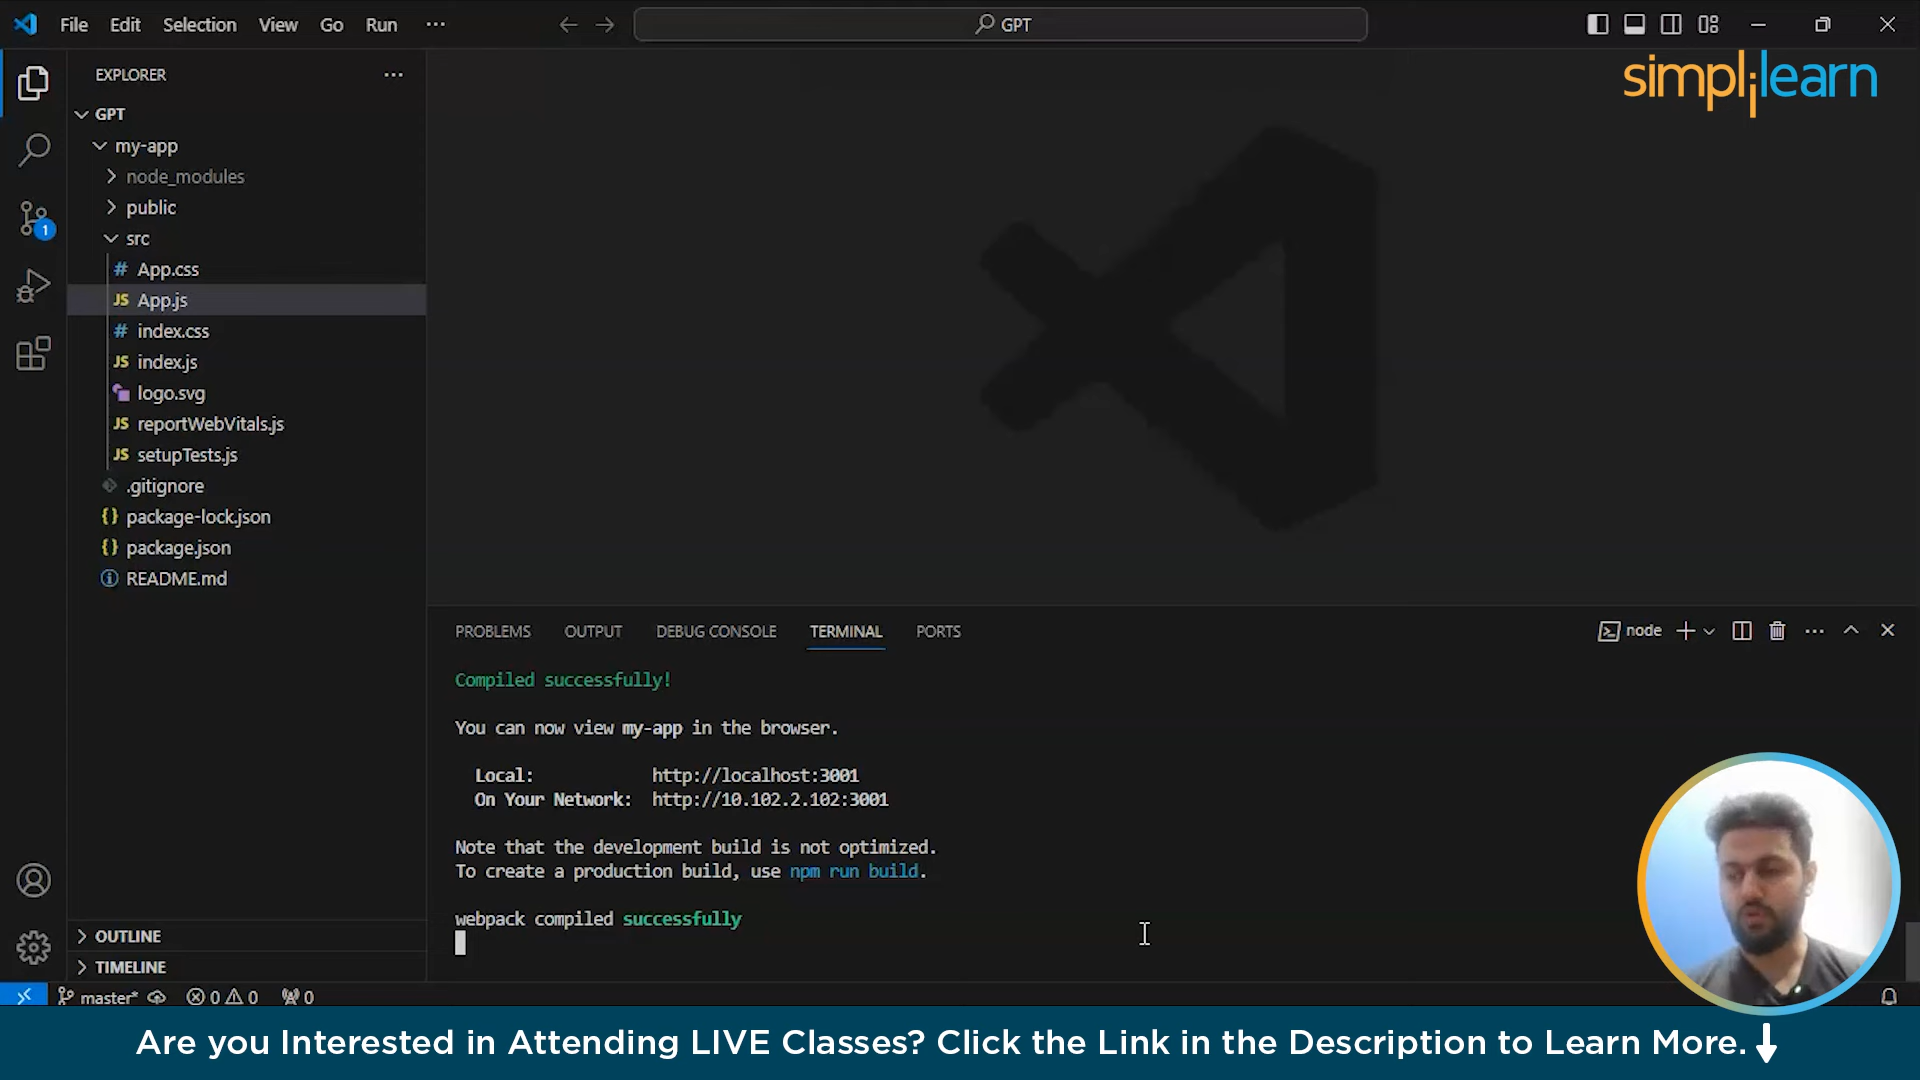 File Edit Selection View Go Run ··· GPT
simplilearn
EXPLORER ···
GPT
my-app
node_modules
public
src
# App.css
JS App.js
# index.css
JS index.js
logo.svg
JS reportWebVitals.js
JS setupTests.js
.gitignore
{} package-lock.json
{} package.json
README.md
OUTLINE
TIMELINE
1
PROBLEMS OUTPUT DEBUG CONSOLE TERMINAL PORTS
node
Compiled successfully!
You can now view my-app in the browser.
Local: http://localhost:3001
On Your Network: http://10.102.2.102:3001
Note that the development build is not optimized.
To create a production build, use npm run build.
webpack compiled successfully
master* 0 0 0
Are you Interested in Attending LIVE Classes? Click the Link in the Description to Learn More.